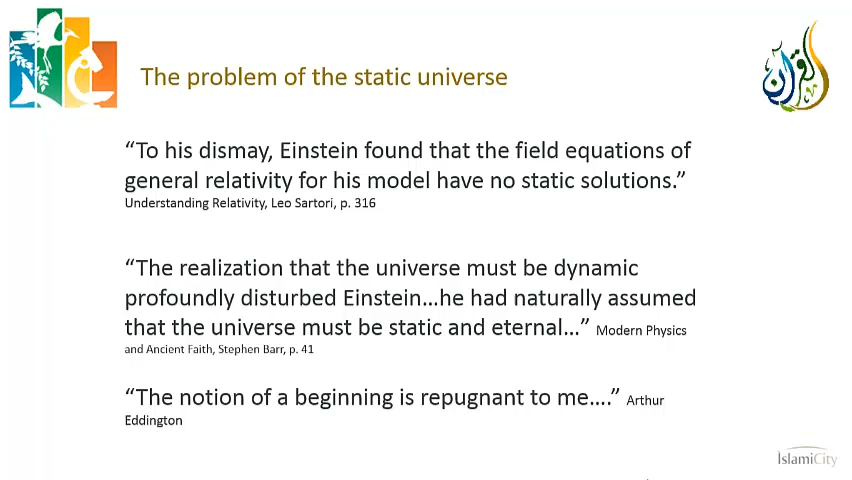 The problem of the static universe
القرآن
“To his dismay, Einstein found that the field equations of
general relativity for his model have no static solutions.”
Understanding Relativity, Leo Sartori, p. 316
“The realization that the universe must be dynamic
profoundly disturbed Einstein…he had naturally assumed
that the universe must be static and eternal…” Modern Physics
and Ancient Faith, Stephen Barr, p. 41
“The notion of a beginning is repugnant to me….” Arthur
Eddington
IslamiCity